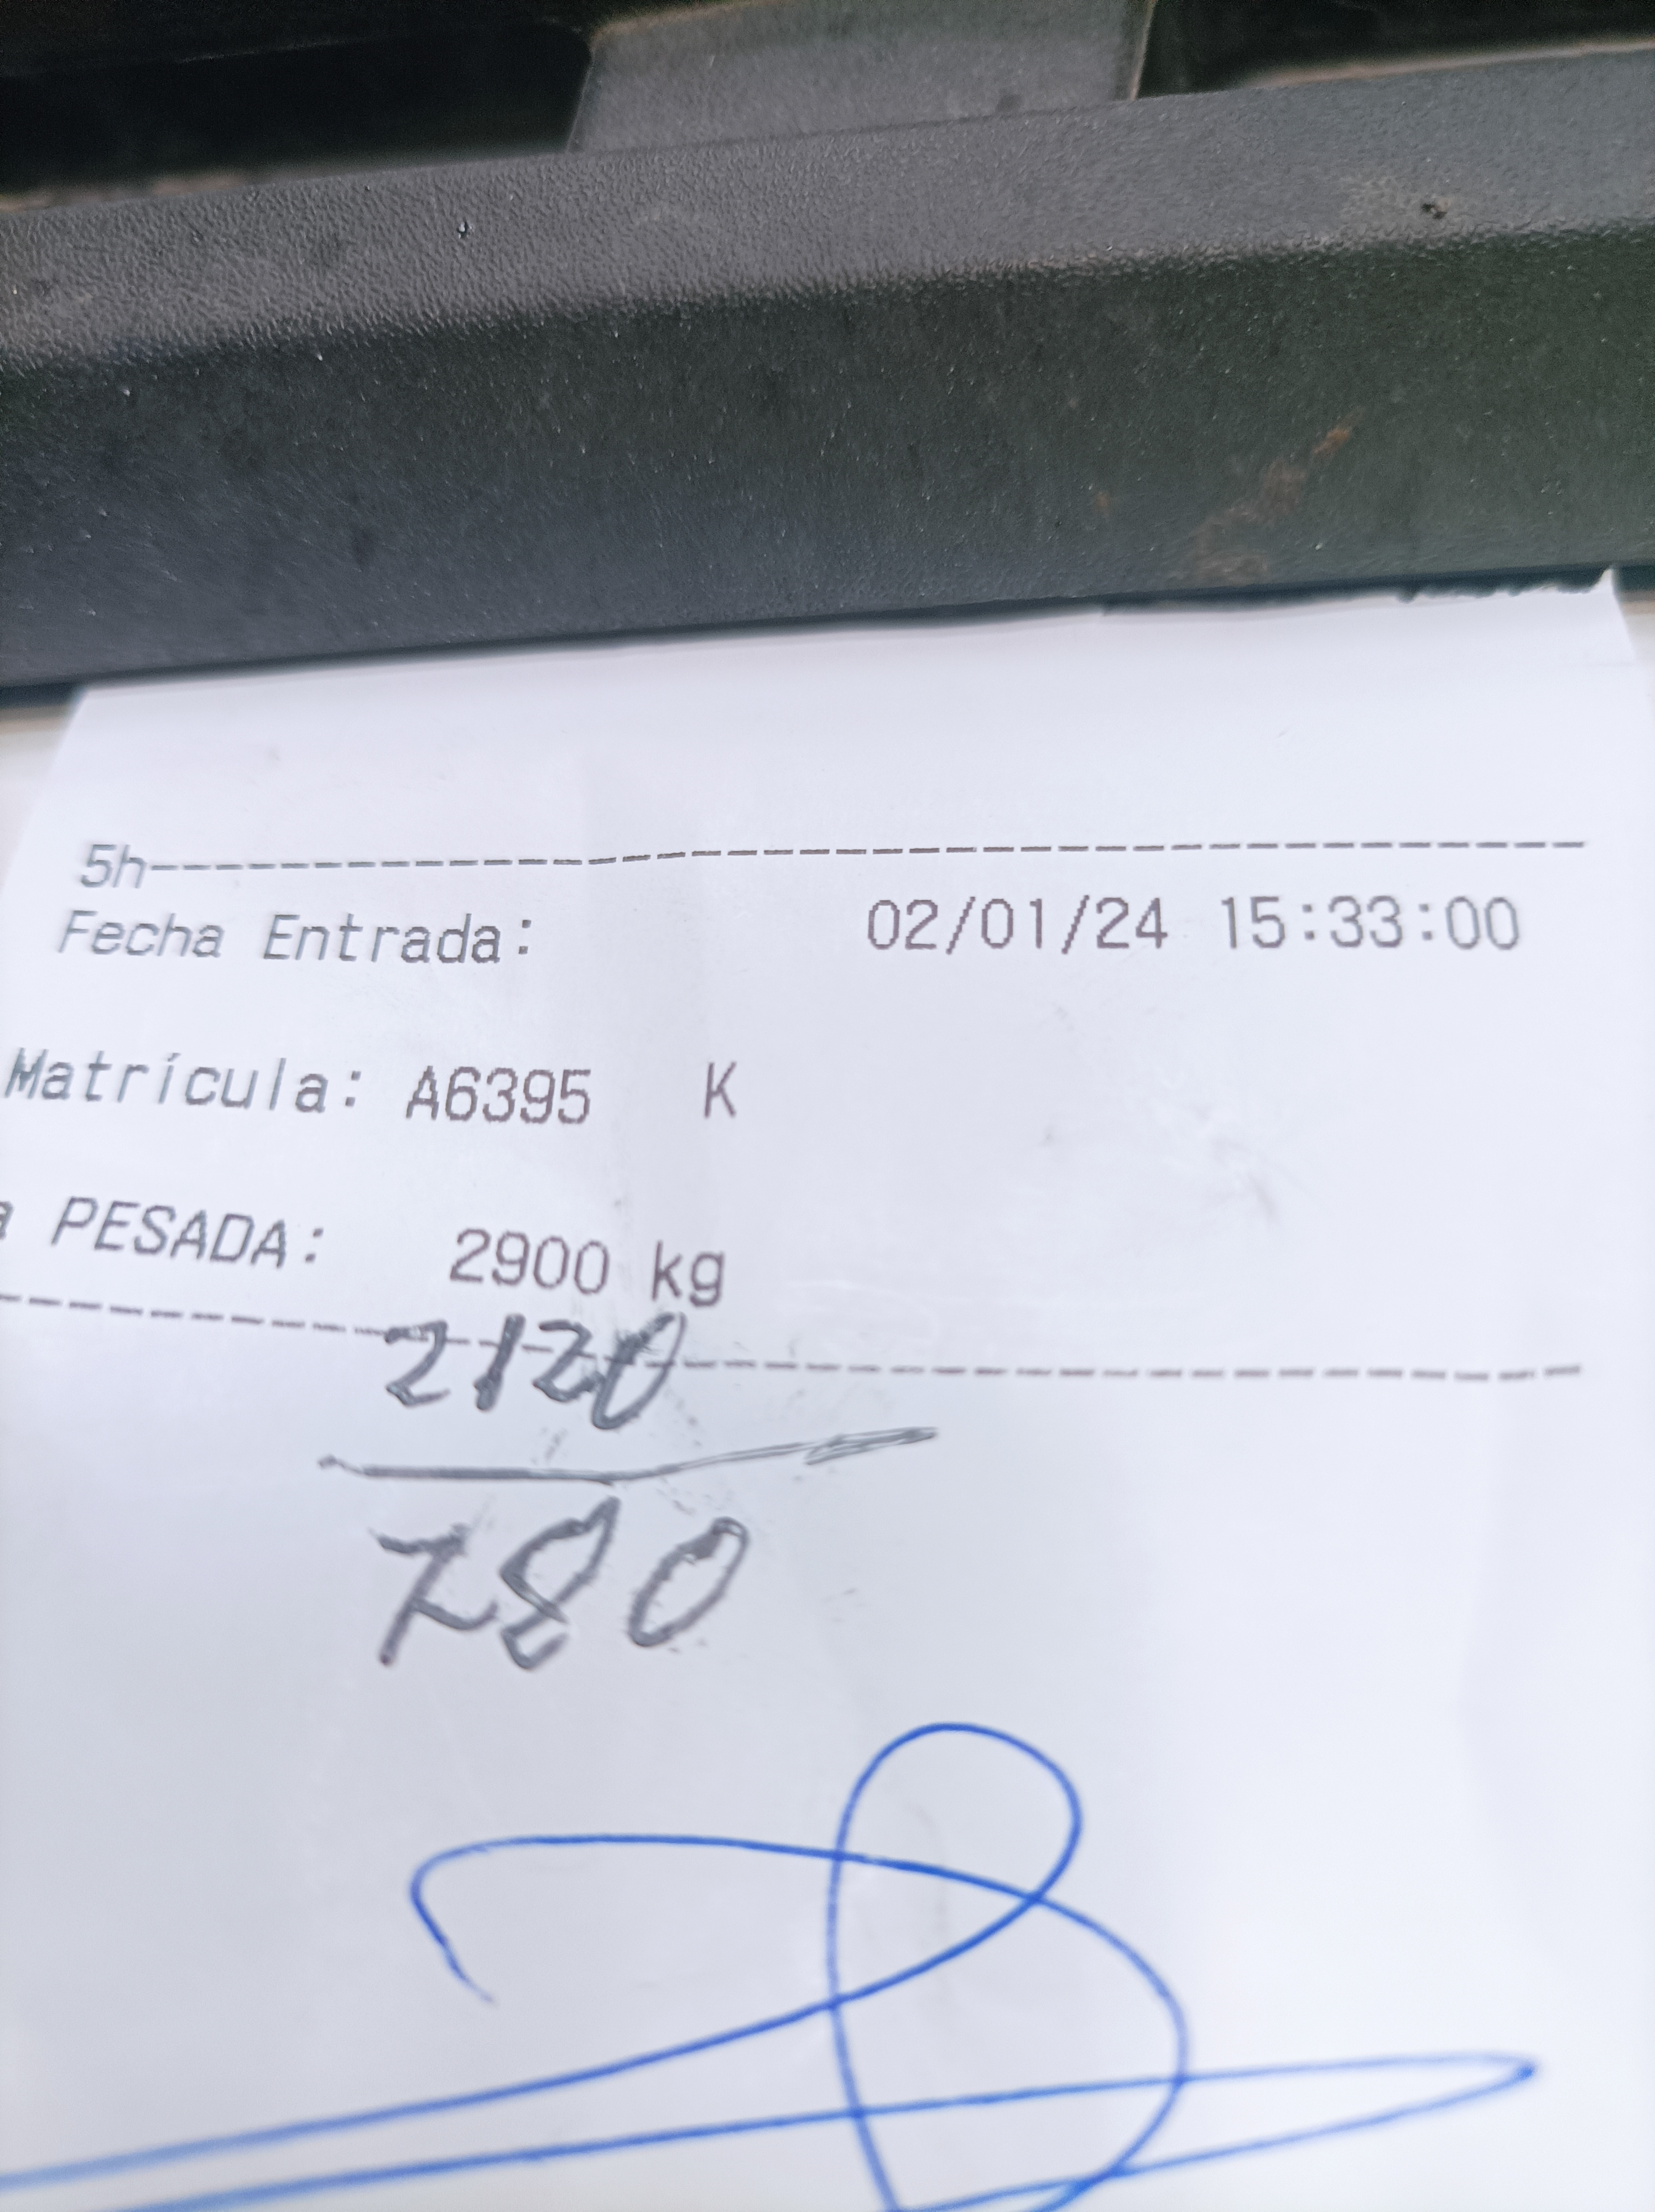 5h
Fecha Entrada: 02/01/24 15:33:00
Matrícula: A6395 K
a PESADA: 2900 kg
2120
780